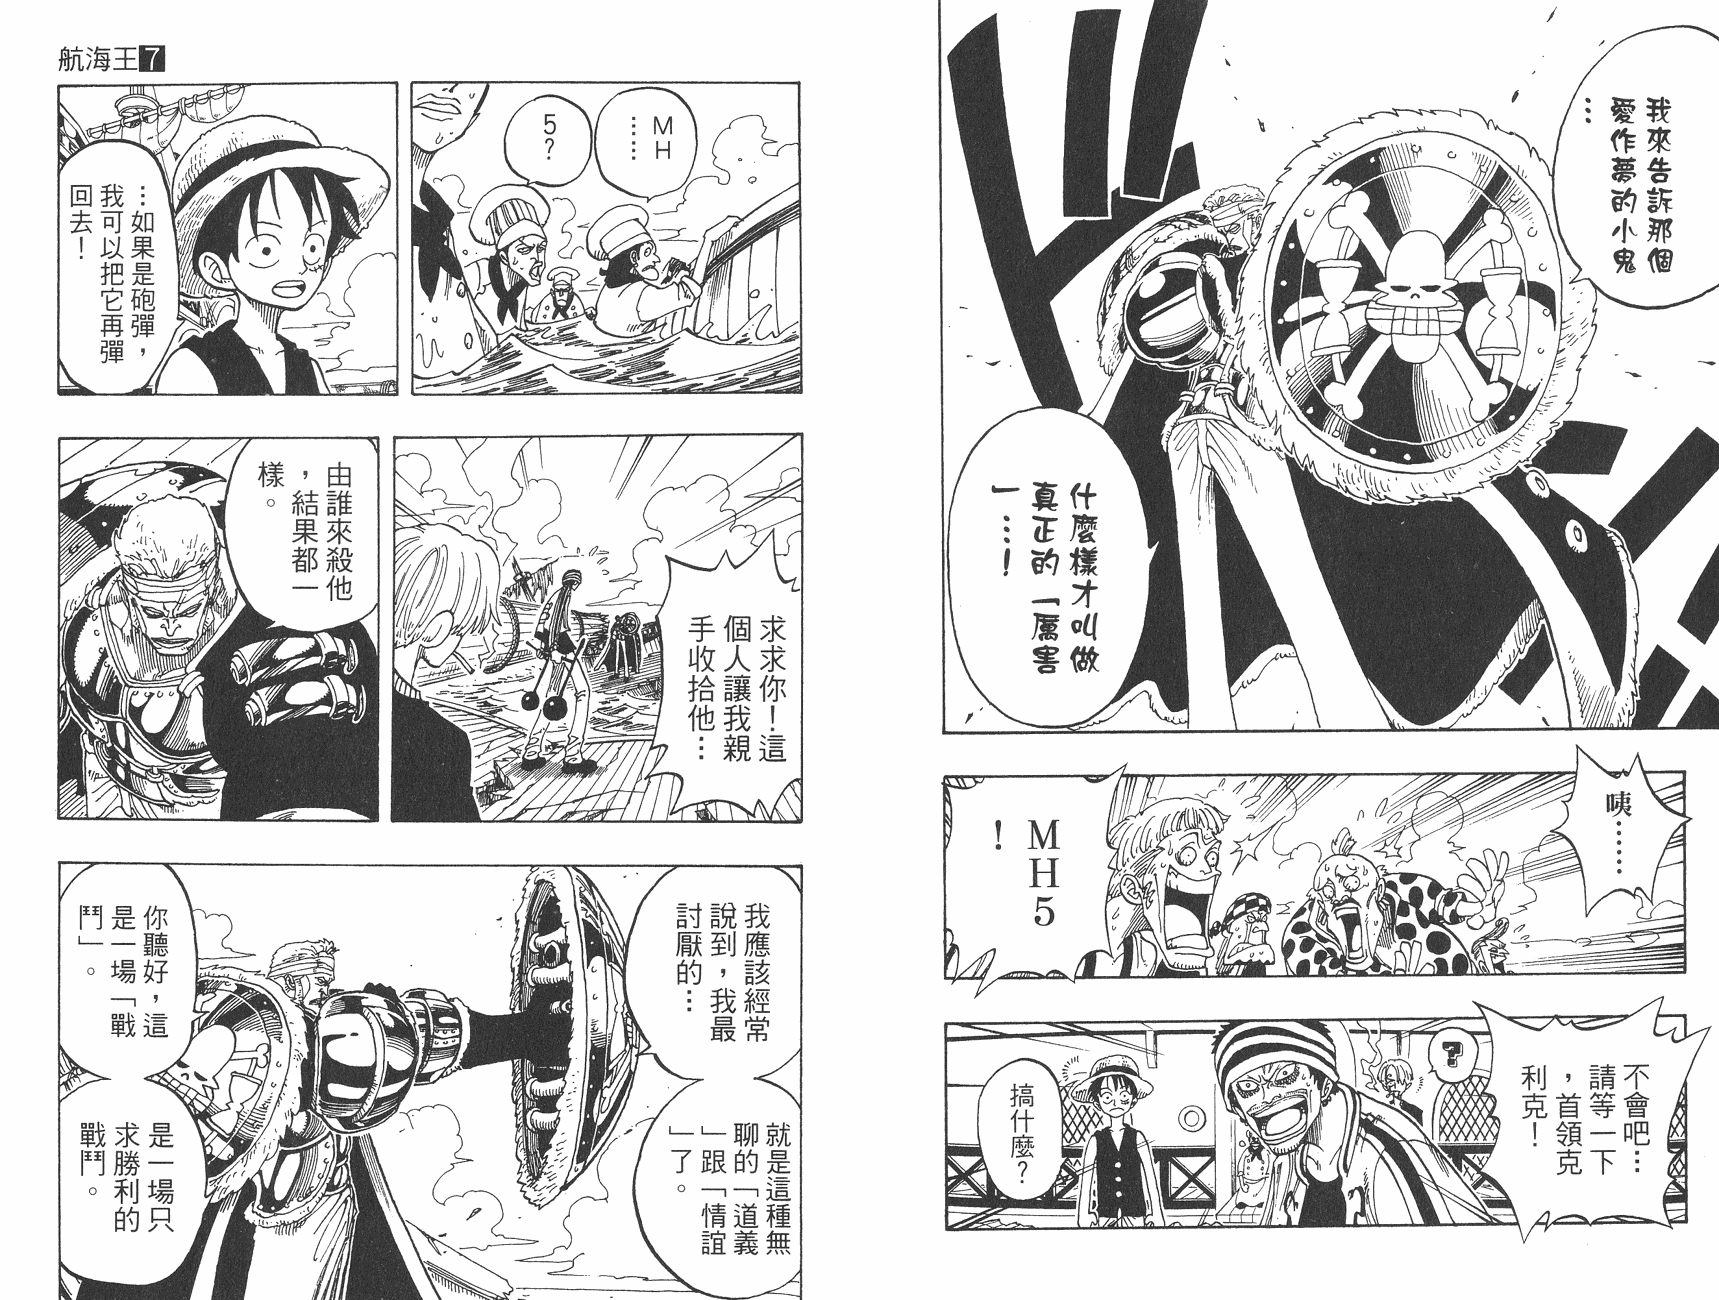 我來告訴那個
愛作夢的小鬼
…
什麼樣才叫做
真正的「厲害
」…！
咦……
MH5
！
不會吧…
請等一下
，首領克
利克！
?
搞什麼?
航海王7
MH
……
5?
…如果是砲彈，
我可以把它再彈
回去！
求求你！這
個人讓我親
手收拾他…
由誰來殺他
，結果都一
樣。
我應該經常
說到，我最
討厭的…
就是這種無
聊的「道義
」跟「情誼
」了。
你聽好，這
是一場「戰
鬥」。
是一場只
求勝利的
戰鬥。